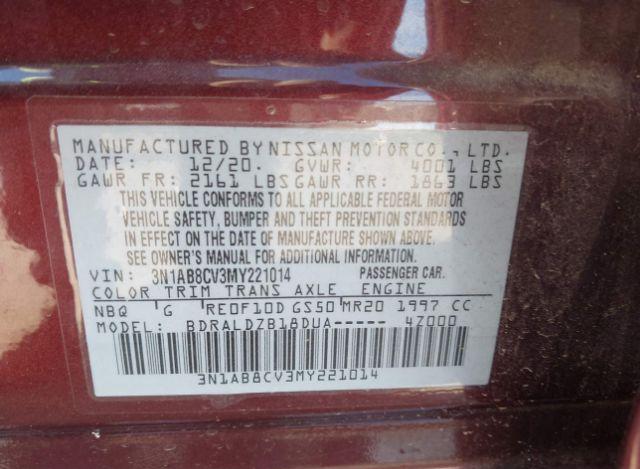 MANUFACTURED BY NISSAN MOTOR CO., LTD.
DATE: 12/20. GVWR: 4001 LBS
GAWR FR: 2161 LBS GAWR RR: 1863 LBS
THIS VEHICLE CONFORMS TO ALL APPLICABLE FEDERAL MOTOR
VEHICLE SAFETY, BUMPER AND THEFT PREVENTION STANDARDS
IN EFFECT ON THE DATE OF MANUFACTURE SHOWN ABOVE.
SEE OWNER'S MANUAL FOR ADDITIONAL INFORMATION.
VIN: 3N1AB8CV3MY221014 PASSENGER CAR.
COLOR TRIM TRANS AXLE ENGINE
NBQ G RE0F10D GS50 MR20 1997 CC
MODEL: BDRALDZB18DUA----- 4Z000
3N1AB8CV3MY221014